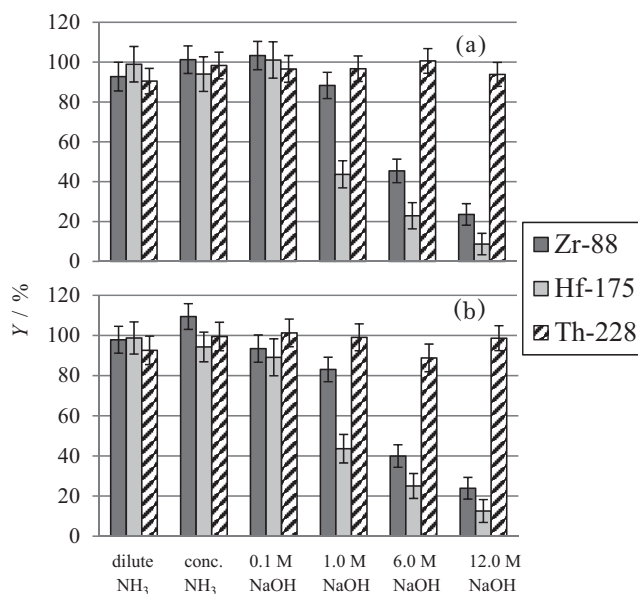 120
100
80
60
40
20
0
(a)
120
100
80
60
40
20
0
(b)
Y / %
Zr-88
Hf-175
Th-228
dilute conc. 0.1 M 1.0 M 6.0 M 12.0 M
NH₃ NH₃ NaOH NaOH NaOH NaOH